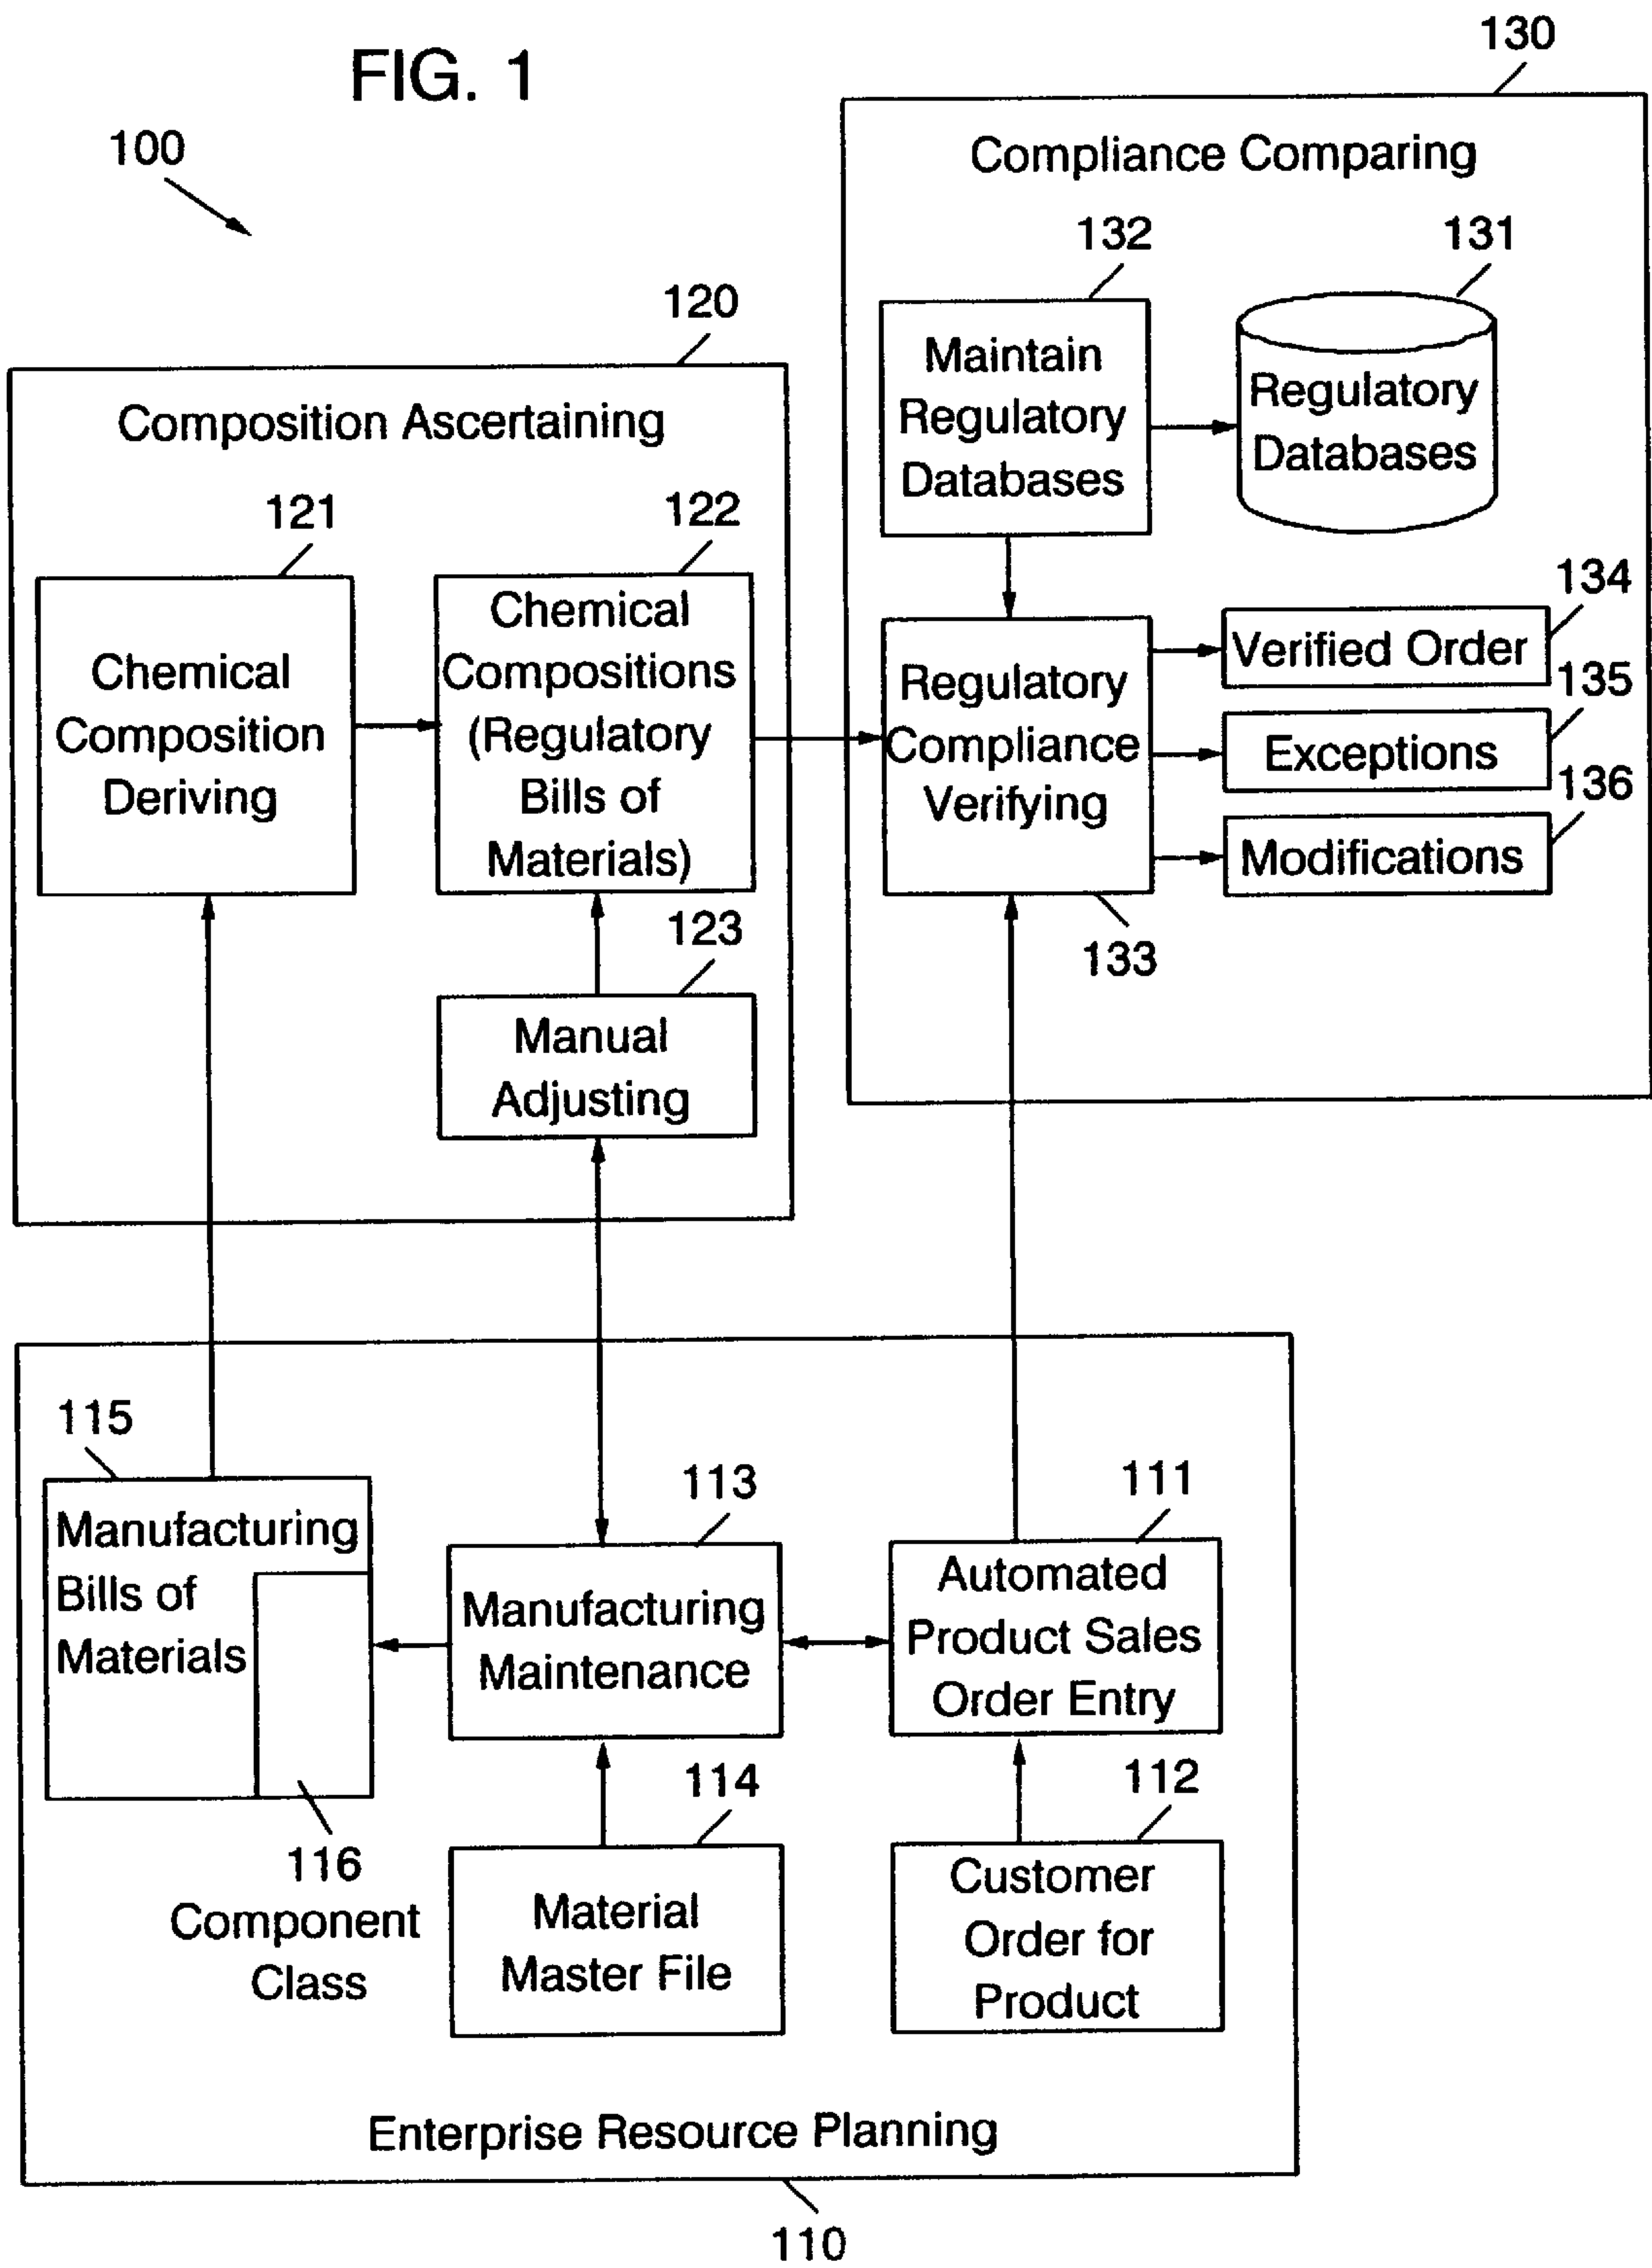 FIG. 1
100
130
Compliance Comparing
132
131
Maintain
Regulatory
Databases
Regulatory
Databases
120
Composition Ascertaining
121
122
Chemical
Composition
Deriving
Chemical
Compositions
(Regulatory
Bills of
Materials)
123
Manual
Adjusting
Regulatory
Compliance
Verifying
133
134
Verified Order
135
Exceptions
136
Modifications
115
Manufacturing
Bills of
Materials
116
Component
Class
113
Manufacturing
Maintenance
114
Material
Master File
111
Automated
Product Sales
Order Entry
112
Customer
Order for
Product
Enterprise Resource Planning
110